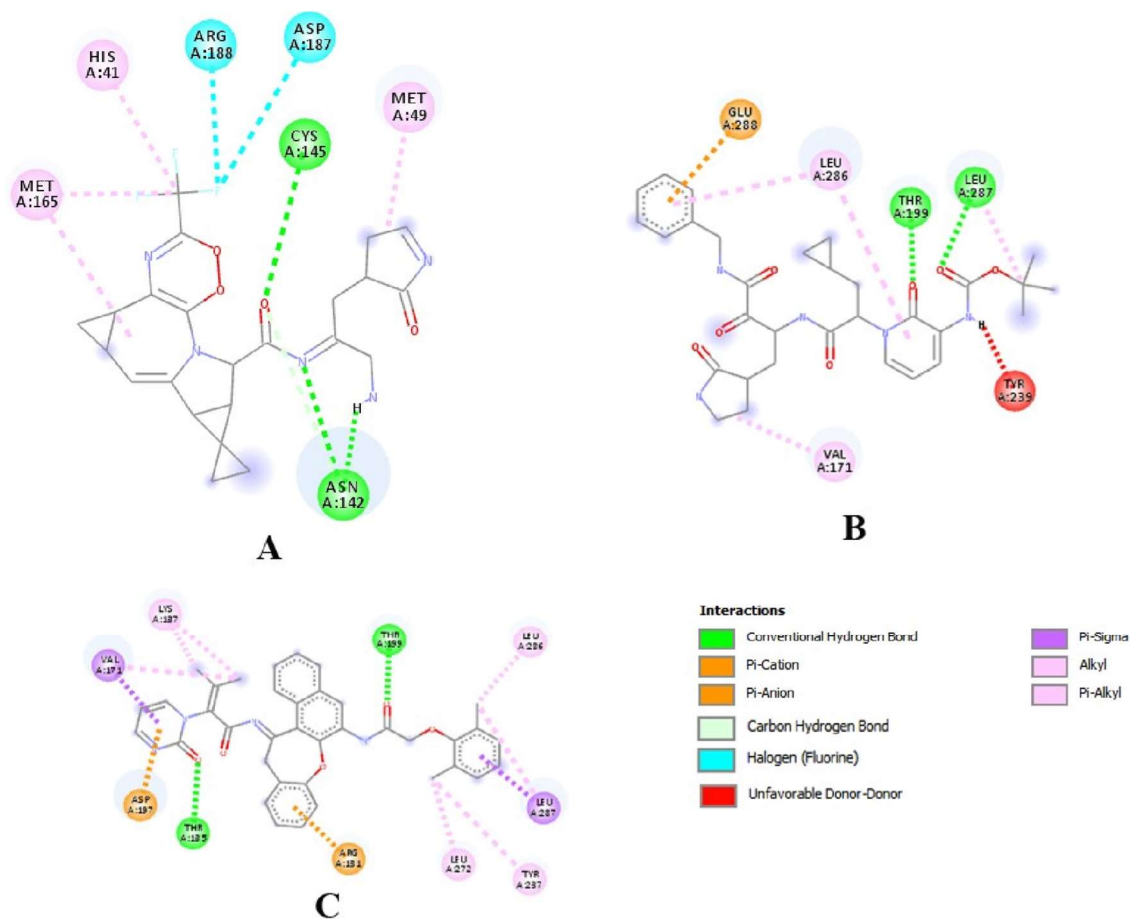 ARG
A:188
ASP
A:187
HIS
A:41
MET
A:49
CYS
A:145
MET
A:165
F
F
F
N
O
O
N
O
N
O
N
H
N
ASN
A:142
A
GLU
A:288
LEU
A:286
THR
A:199
LEU
A:287
N
O
O
N
O
N
O
O
O
N
H
O
N
TYR
A:239
VAL
A:171
B
LYS
A:137
VAL
A:171
THR
A:199
LEU
A:286
N
O
O
N
O
N
O
O
ASP
A:197
THR
A:135
ARG
A:131
LEU
A:272
TYR
A:237
LEU
A:287
C
Interactions
Conventional Hydrogen Bond
Pi-Cation
Pi-Anion
Carbon Hydrogen Bond
Halogen (Fluorine)
Unfavorable Donor-Donor
Pi-Sigma
Alkyl
Pi-Alkyl